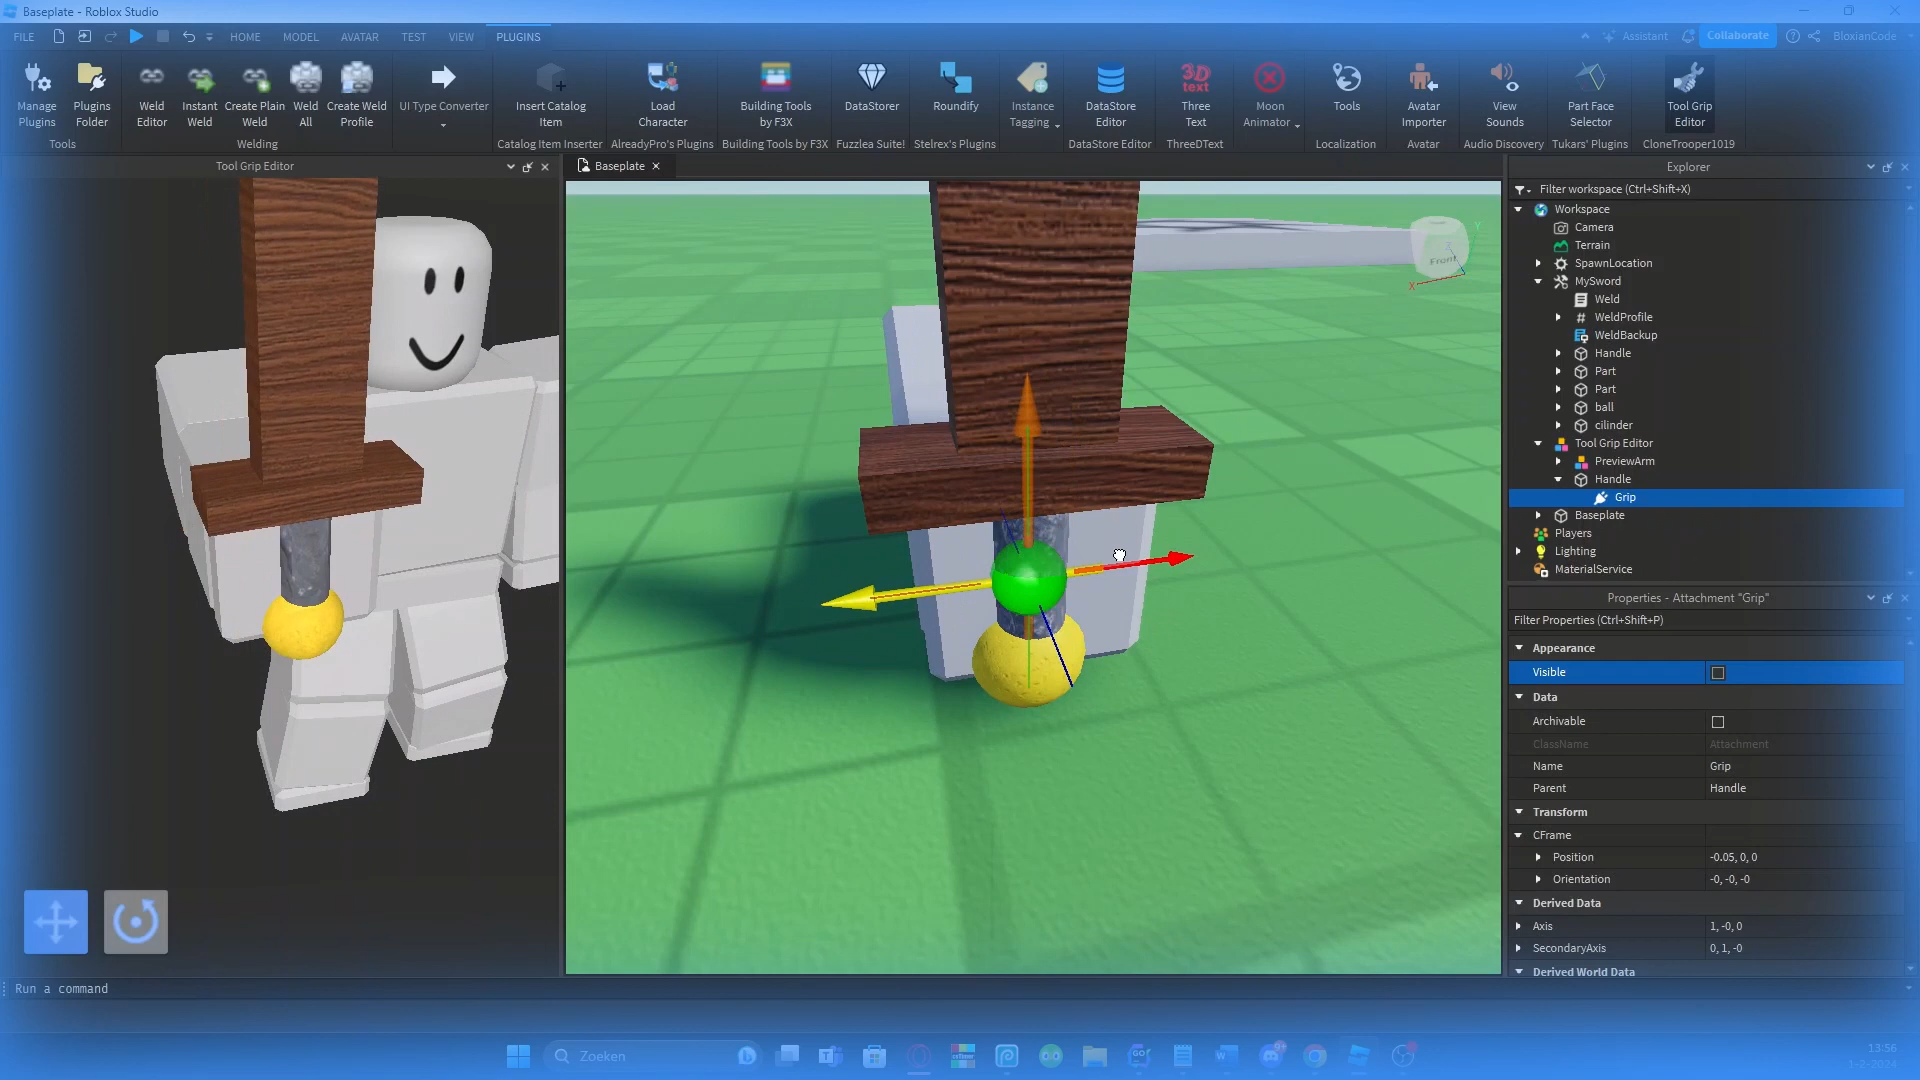 Baseplate - Roblox Studio
FILE HOME MODEL AVATAR TEST VIEW PLUGINS
Assistant Collaborate BloxianCode
Manage Plugins
Plugins Folder
Tools
Weld Editor
Instant Weld
Create Plain Weld
Weld All
Create Weld Profile
Welding
UI Type Converter
Insert Catalog Item
Catalog Item Inserter
Load Character
AlreadyPro's Plugins
Building Tools by F3X
Building Tools by F3X
DataStorer
Fuzzlea Suite!
Roundify
Stelrex's Plugins
Instance Tagging
DataStore Editor
DataStore Editor
3D text
Three Text
ThreeDText
Moon Animator
Tools
Localization
Avatar Importer
Avatar
View Sounds
Audio Discovery
Part Face Selector
Tukars' Plugins
Tool Grip Editor
CloneTrooper1019
Tool Grip Editor
Baseplate
Front
X
Y
Z
Explorer
Filter workspace (Ctrl+Shift+X)
Workspace
Camera
Terrain
SpawnLocation
MySword
Weld
WeldProfile
WeldBackup
Handle
Part
Part
ball
cilinder
Tool Grip Editor
PreviewArm
Handle
Grip
Baseplate
Players
Lighting
MaterialService
Properties - Attachment "Grip"
Filter Properties (Ctrl+Shift+P)
Appearance
Visible
Data
Archivable
ClassName Attachment
Name Grip
Parent Handle
Transform
CFrame
Position -0.05, 0, 0
Orientation -0, -0, -0
Derived Data
Axis 1, -0, 0
SecondaryAxis 0, 1, -0
Derived World Data
Run a command
Zoeken
13:56
1-2-2024